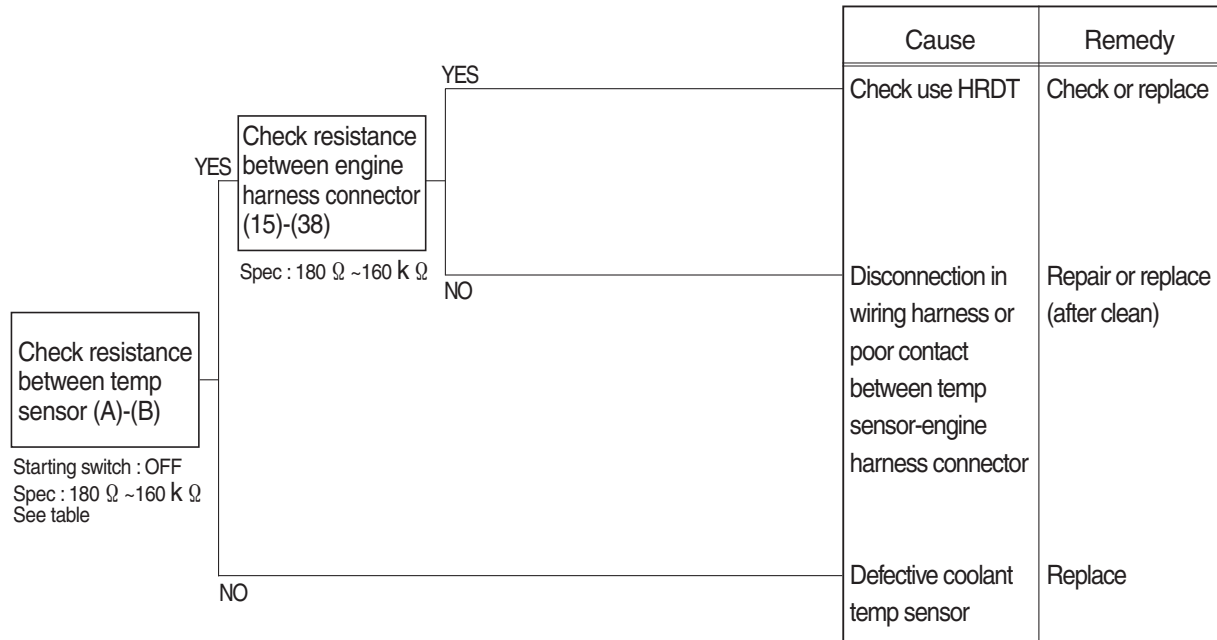 Cause
Remedy
YES
Check use HRDT
Check or replace
YES
Check resistance
between engine
harness connector
(15)-(38)
Spec : 180 Ω ~160 k Ω
NO
Disconnection in
wiring harness or
poor contact
between temp
sensor-engine
harness connector
Repair or replace
(after clean)
Check resistance
between temp
sensor (A)-(B)
Starting switch : OFF
Spec : 180 Ω ~160 k Ω
See table
NO
Defective coolant
temp sensor
Replace